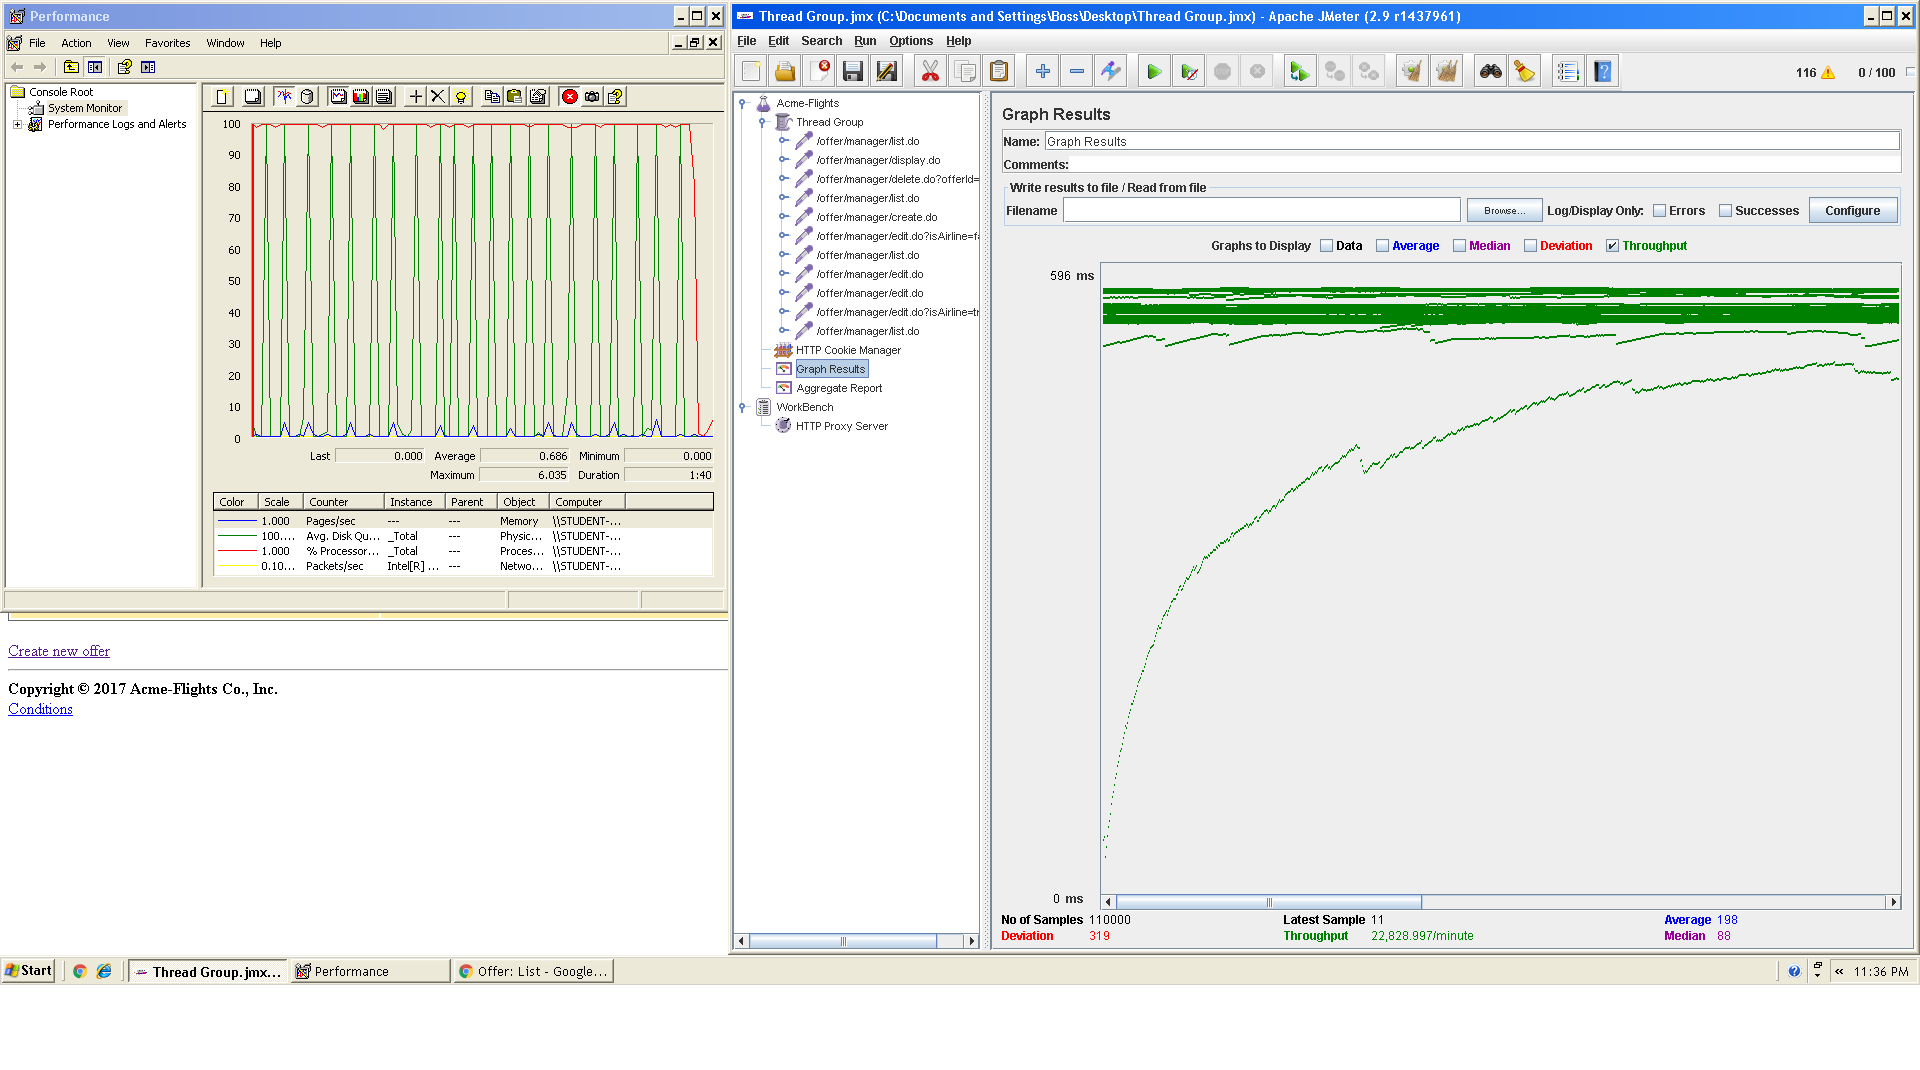 Performance
File Action View Favorites Window Help
Console Root
System Monitor
Performance Logs and Alerts
100
90
80
70
60
50
40
30
20
10
0
Last 0.000 Average 0.686 Minimum 0.000
Maximum 6.035 Duration 1:40
Color Scale Counter Instance Parent Object Computer
1.000 Pages/sec --- --- Memory \\STUDENT-...
100.... Avg. Disk Qu... _Total --- Physic... \\STUDENT-...
1.000 % Processor... _Total --- Proces... \\STUDENT-...
0.10... Packets/sec Intel[R] ... --- Netwo... \\STUDENT-...
Create new offer
Copyright © 2017 Acme-Flights Co., Inc.
Conditions
Thread Group.jmx (C:\Documents and Settings\Boss\Desktop\Thread Group.jmx) - Apache JMeter (2.9 r1437961)
File Edit Search Run Options Help
116 0 / 100
Acme-Flights
Thread Group
/offer/manager/list.do
/offer/manager/display.do
/offer/manager/delete.do?offerId=
/offer/manager/list.do
/offer/manager/create.do
/offer/manager/edit.do?isAirline=fa
/offer/manager/list.do
/offer/manager/edit.do
/offer/manager/edit.do
/offer/manager/edit.do?isAirline=tr
/offer/manager/list.do
HTTP Cookie Manager
Graph Results
Aggregate Report
WorkBench
HTTP Proxy Server
Graph Results
Name: Graph Results
Comments:
Write results to file / Read from file
Filename Browse... Log/Display Only: Errors Successes Configure
Graphs to Display Data Average Median Deviation Throughput
596 ms
0 ms
No of Samples 110000 Latest Sample 11 Average 198
Deviation 319 Throughput 22,828.997/minute Median 88
Start Thread Group.jmx... Performance Offer: List - Google... 11:36 PM